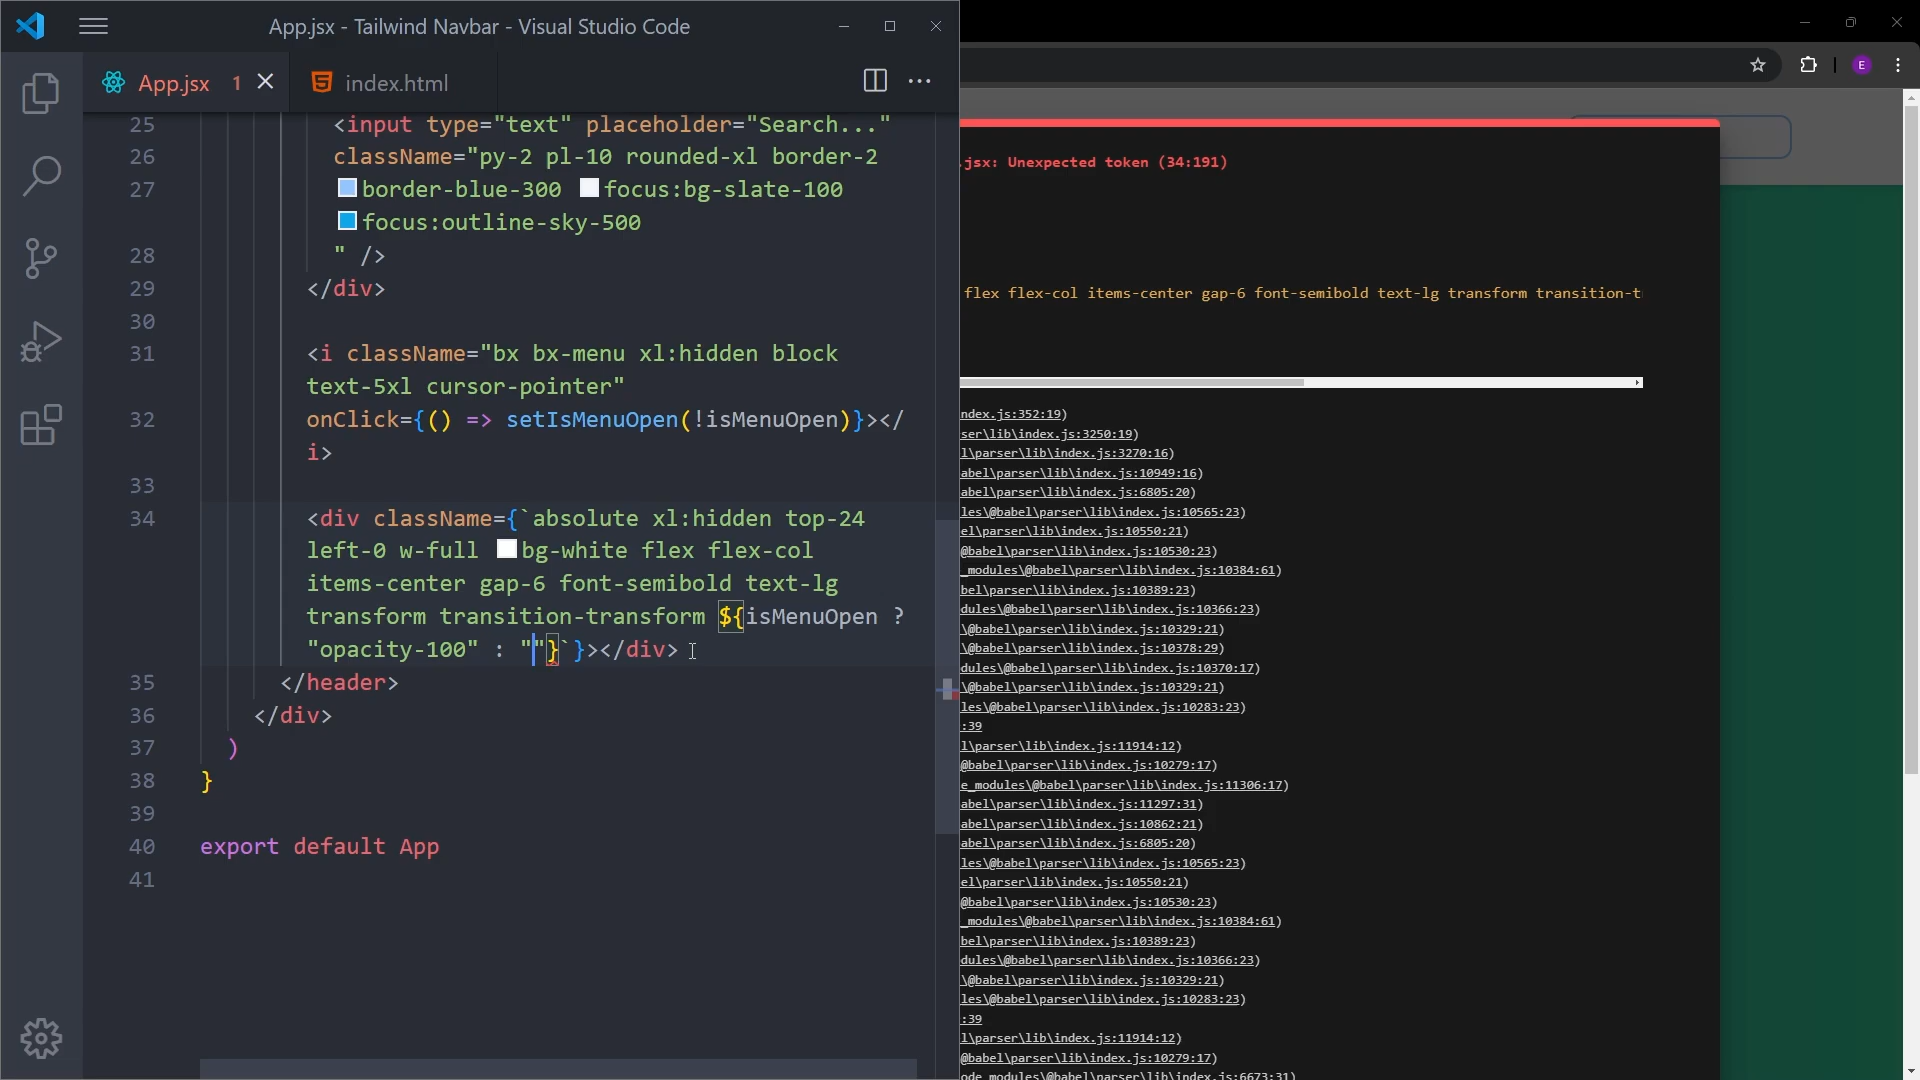 App.jsx - Tailwind Navbar - Visual Studio Code
App.jsx 1
index.html
E
25 <input type="text" placeholder="Search..."
26 className="py-2 pl-10 rounded-xl border-2
27 border-blue-300 focus:bg-slate-100
focus:outline-sky-500
28 " />
29 </div>
30
31 <i className="bx bx-menu xl:hidden block
text-5xl cursor-pointer"
32 onClick={() => setIsMenuOpen(!isMenuOpen)}></
i>
33
34 <div className={`absolute xl:hidden top-24
left-0 w-full bg-white flex flex-col
items-center gap-6 font-semibold text-lg
transform transition-transform ${isMenuOpen ?
"opacity-100" : ""}`}></div>
35 </header>
36 </div>
37 )
38 }
39
40 export default App
41
.jsx: Unexpected token (34:191)
flex flex-col items-center gap-6 font-semibold text-lg transform transition-t
ndex.js:352:19)
ser\lib\index.js:3250:19)
l\parser\lib\index.js:3270:16)
abel\parser\lib\index.js:10949:16)
abel\parser\lib\index.js:6805:20)
les\@babel\parser\lib\index.js:10565:23)
el\parser\lib\index.js:10550:21)
@babel\parser\lib\index.js:10530:23)
_modules\@babel\parser\lib\index.js:10384:61)
bel\parser\lib\index.js:10389:23)
dules\@babel\parser\lib\index.js:10366:23)
\@babel\parser\lib\index.js:10329:21)
\@babel\parser\lib\index.js:10378:29)
dules\@babel\parser\lib\index.js:10370:17)
\@babel\parser\lib\index.js:10329:21)
les\@babel\parser\lib\index.js:10283:23)
:39
l\parser\lib\index.js:11914:12)
@babel\parser\lib\index.js:10279:17)
e_modules\@babel\parser\lib\index.js:11306:17)
abel\parser\lib\index.js:11297:31)
abel\parser\lib\index.js:10862:21)
abel\parser\lib\index.js:6805:20)
les\@babel\parser\lib\index.js:10565:23)
el\parser\lib\index.js:10550:21)
@babel\parser\lib\index.js:10530:23)
_modules\@babel\parser\lib\index.js:10384:61)
bel\parser\lib\index.js:10389:23)
dules\@babel\parser\lib\index.js:10366:23)
\@babel\parser\lib\index.js:10329:21)
les\@babel\parser\lib\index.js:10283:23)
:39
l\parser\lib\index.js:11914:12)
@babel\parser\lib\index.js:10279:17)
ode_modules\@babel\parser\lib\index.js:6673:31)